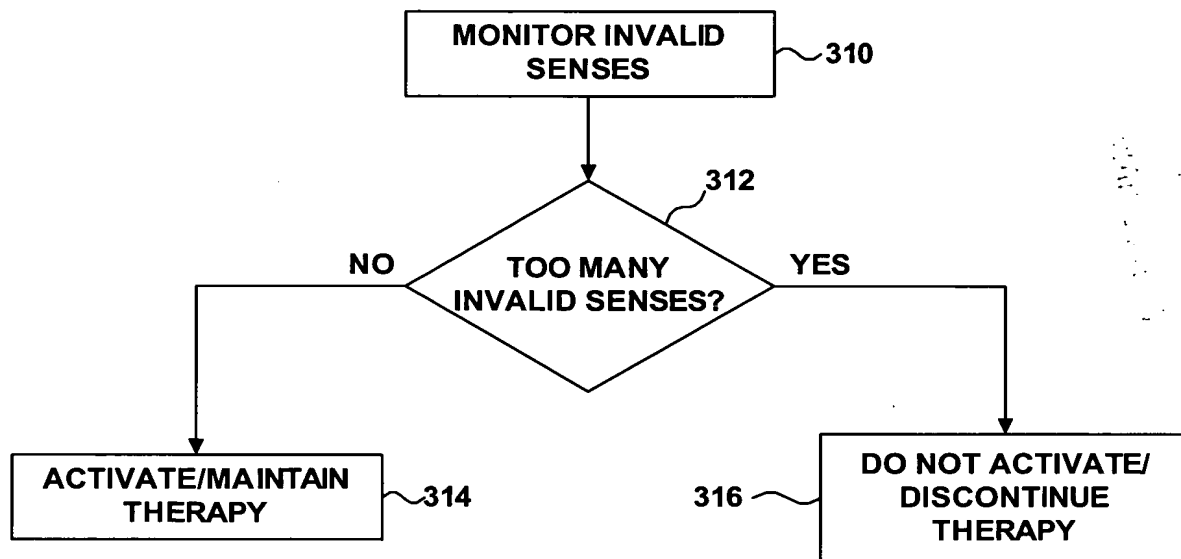 MONITOR INVALID
SENSES
310
312
NO
TOO MANY
INVALID SENSES?
YES
ACTIVATE/MAINTAIN
THERAPY
314
316
DO NOT ACTIVATE/
DISCONTINUE
THERAPY